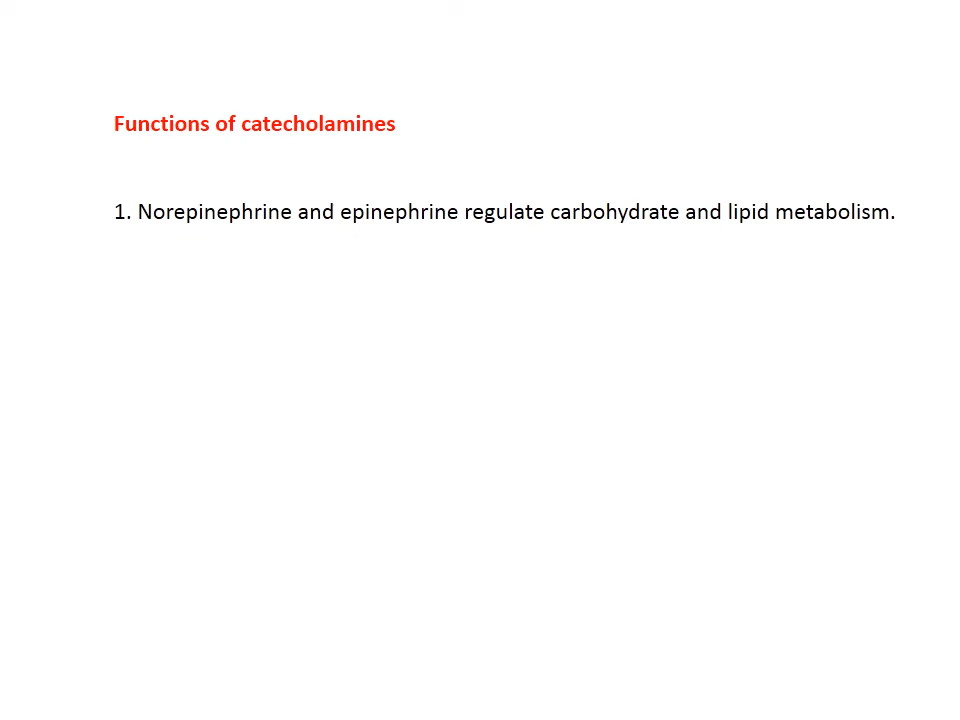 Functions of catecholamines
1. Norepinephrine and epinephrine regulate carbohydrate and lipid metabolism.